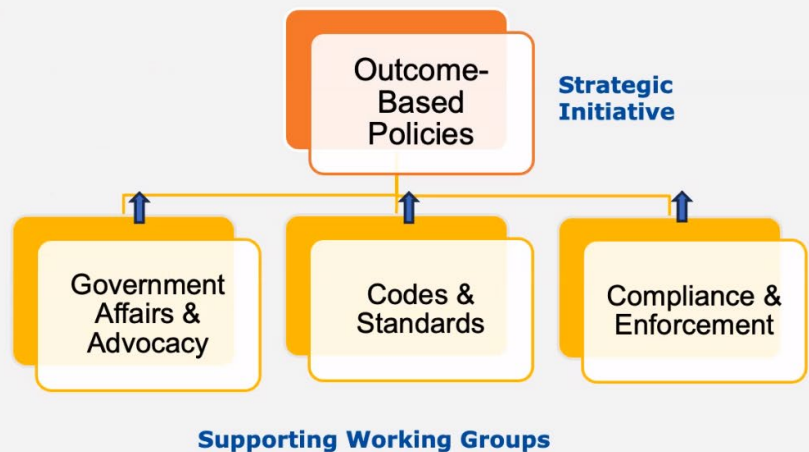 Outcome-
Based
Policies
Strategic
Initiative
Government
Affairs &
Advocacy
Codes &
Standards
Compliance &
Enforcement
Supporting Working Groups